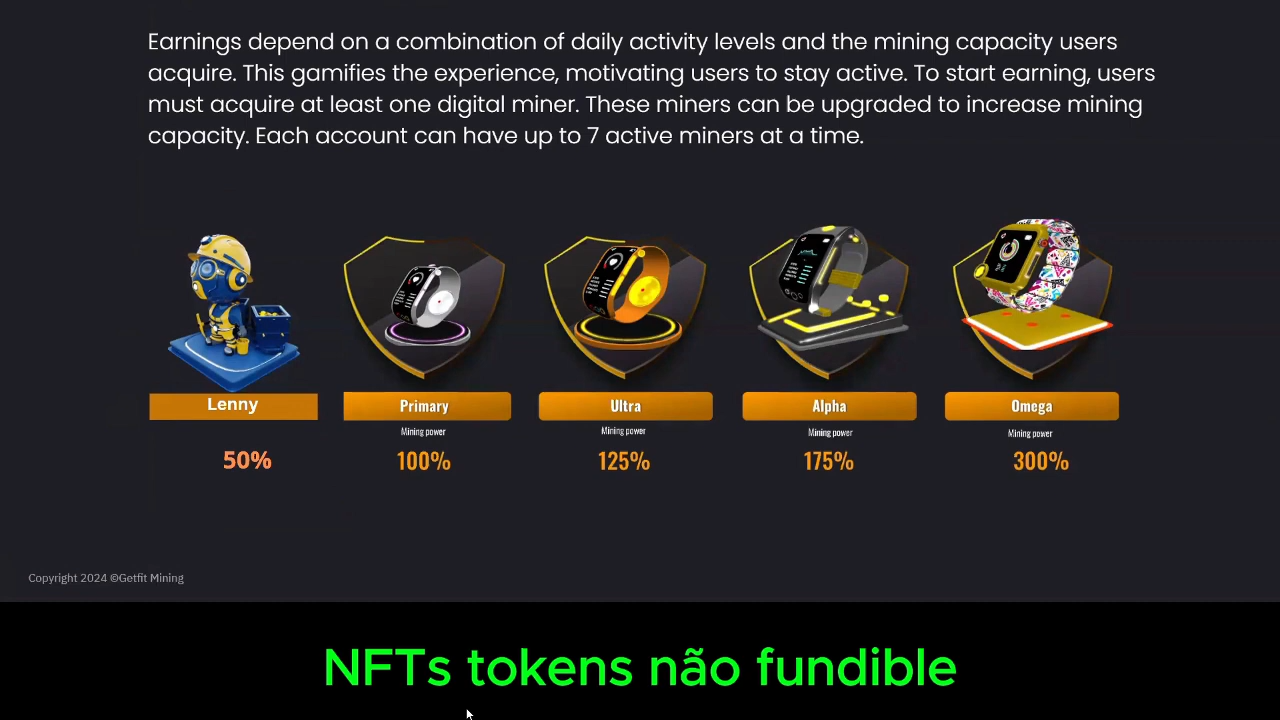 Earnings depend on a combination of daily activity levels and the mining capacity users
acquire. This gamifies the experience, motivating users to stay active. To start earning, users
must acquire at least one digital miner. These miners can be upgraded to increase mining
capacity. Each account can have up to 7 active miners at a time.
Lenny
Primary
Ultra
Alpha
Omega
Mining power
Mining power
Mining power
Mining power
50%
100%
125%
175%
300%
Copyright 2024 ©Getfit Mining
NFTs tokens não fundible